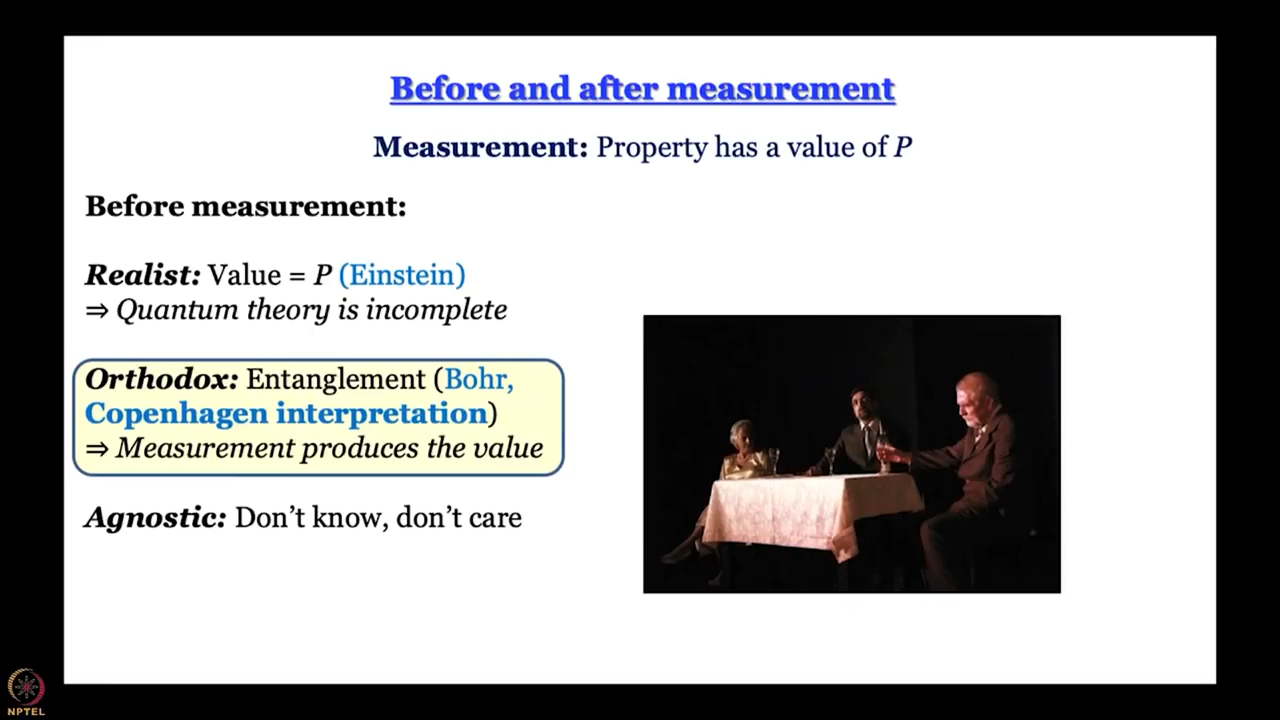 Before and after measurement
Measurement: Property has a value of P
Before measurement:
Realist: Value = P (Einstein)
⇒ Quantum theory is incomplete
Orthodox: Entanglement (Bohr,
Copenhagen interpretation)
⇒ Measurement produces the value
Agnostic: Don’t know, don’t care
NPTEL